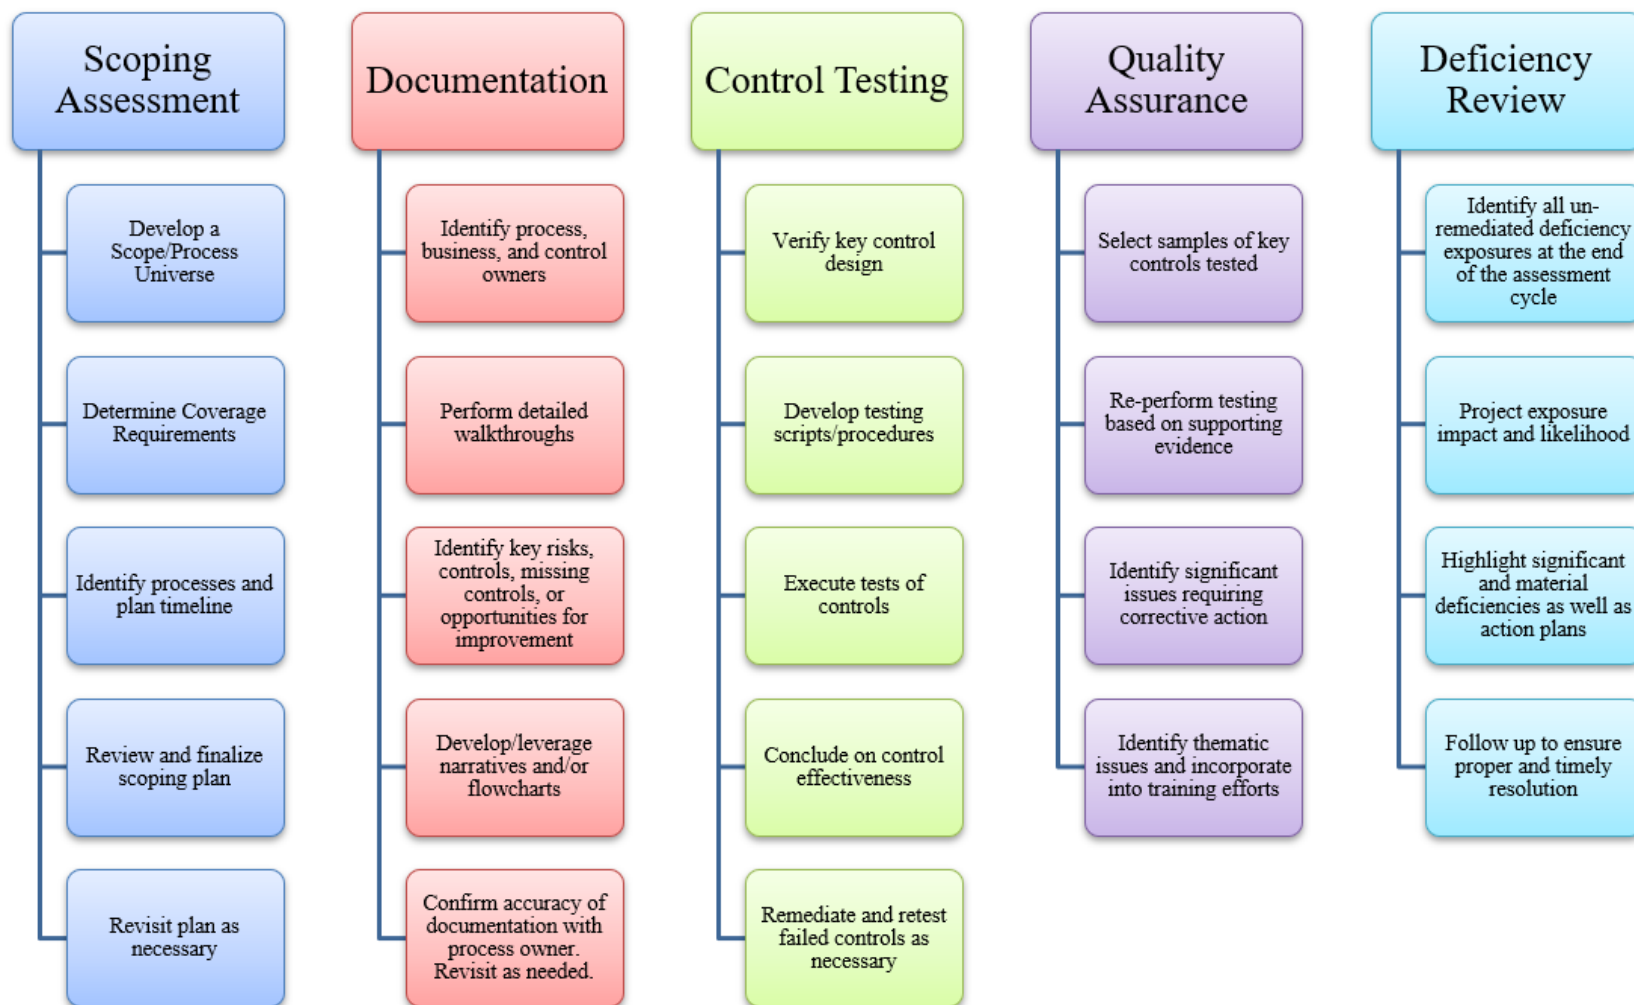 Scoping
Assessment
Develop a
Scope/Process
Universe
Determine Coverage
Requirements
Identify processes and
plan timeline
Review and finalize
scoping plan
Revisit plan as
necessary
Documentation
Identify process,
business, and control
owners
Perform detailed
walkthroughs
Identify key risks,
controls, missing
controls, or
opportunities for
improvement
Develop/leverage
narratives and/or
flowcharts
Confirm accuracy of
documentation with
process owner.
Revisit as needed.
Control Testing
Verify key control
design
Develop testing
scripts/procedures
Execute tests of
controls
Conclude on control
effectiveness
Remediate and retest
failed controls as
necessary
Quality
Assurance
Select samples of key
controls tested
Re-perform testing
based on supporting
evidence
Identify significant
issues requiring
corrective action
Identify thematic
issues and incorporate
into training efforts
Deficiency
Review
Identify all un-
remediated deficiency
exposures at the end
of the assessment
cycle
Project exposure
impact and likelihood
Highlight significant
and material
deficiencies as well as
action plans
Follow up to ensure
proper and timely
resolution